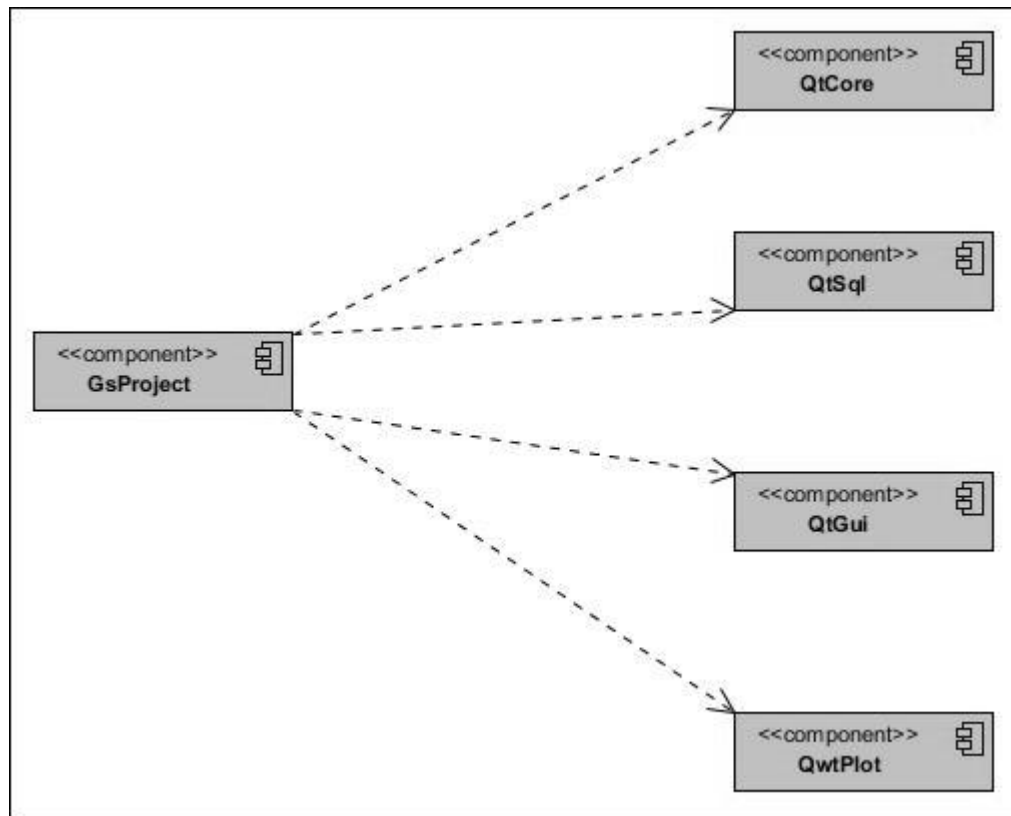 <<component>>
QtCore
<<component>>
QtSql
<<component>>
GsProject
<<component>>
QtGui
<<component>>
QwtPlot